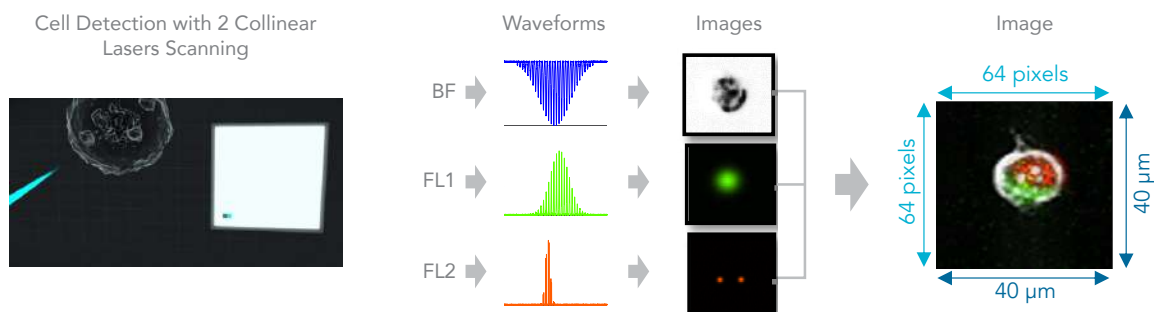 Cell Detection with 2 Collinear
Lasers Scanning
Waveforms
Images
Image
BF
FL1
FL2
64 pixels
64 pixels
40 µm
40 µm